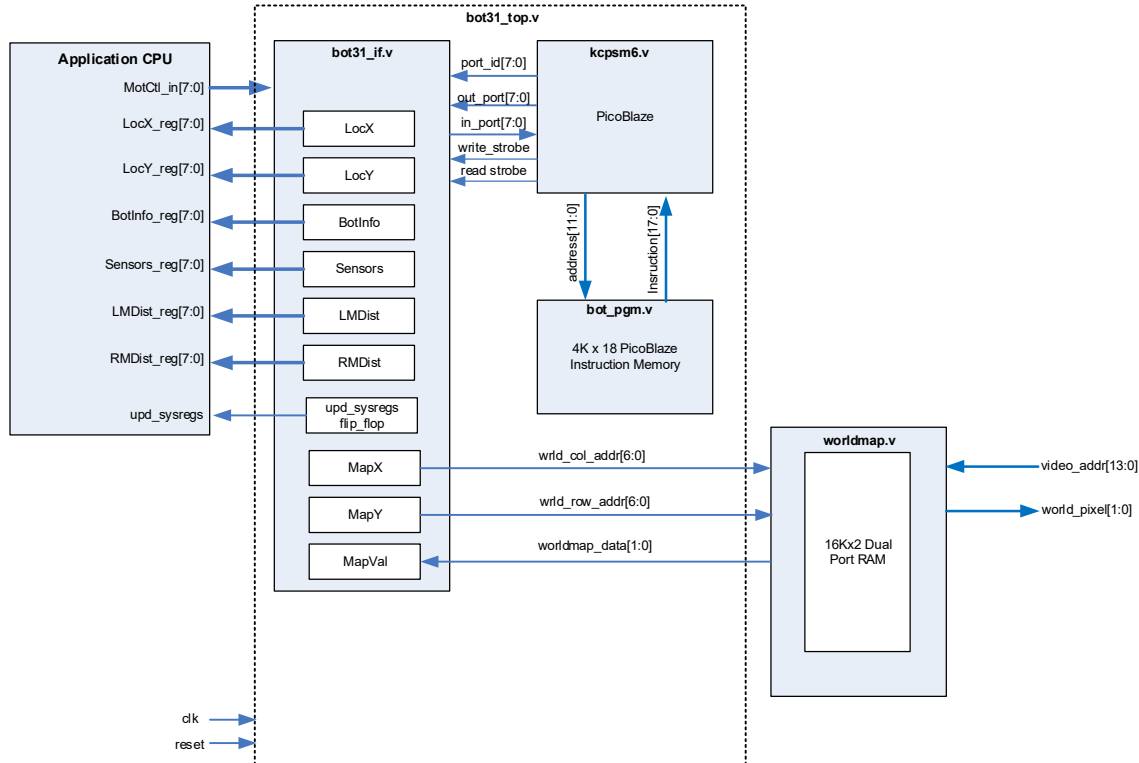 bot31_top.v
Application CPU
MotCtl_in[7:0]
LocX_reg[7:0]
LocY_reg[7:0]
BotInfo_reg[7:0]
Sensors_reg[7:0]
LMDist_reg[7:0]
RMDist_reg[7:0]
upd_sysregs
bot31_if.v
LocX
LocY
BotInfo
Sensors
LMDist
RMDist
upd_sysregs
flip_flop
MapX
MapY
MapVal
port_id[7:0]
out_port[7:0]
in_port[7:0]
write_strobe
read strobe
kcpsm6.v
PicoBlaze
address[11:0]
Insruction[17:0]
bot_pgm.v
4K x 18 PicoBlaze
Instruction Memory
wrld_col_addr[6:0]
wrld_row_addr[6:0]
worldmap_data[1:0]
worldmap.v
16Kx2 Dual
Port RAM
video_addr[13:0]
world_pixel[1:0]
clk
reset